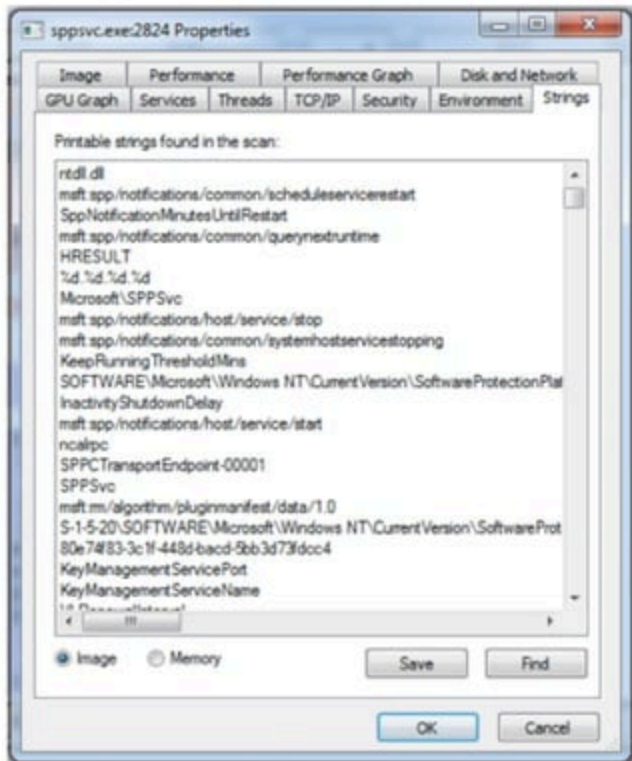 sppsvc.exe:2824 Properties
Image Performance Performance Graph Disk and Network
GPU Graph Services Threads TCP/IP Security Environment Strings
Printable strings found in the scan:
ntdll.dll
msft:spp/notifications/common/scheduleservicerestart
SppNotificationMinutesUntilRestart
msft:spp/notifications/common/querynextruntime
HRESULT
%d.%d.%d.%d
Microsoft\SPPSvc
msft:spp/notifications/host/service/stop
msft:spp/notifications/common/systemhostservicestopping
KeepRunningThresholdMins
SOFTWARE\Microsoft\Windows NT\CurrentVersion\SoftwareProtectionPlat
InactivityShutdownDelay
msft:spp/notifications/host/service/start
ncalrpc
SPPCTransportEndpoint-00001
SPPSvc
msft:rm/algorithm/pluginmanifest/data/1.0
S-1-5-20\SOFTWARE\Microsoft\Windows NT\CurrentVersion\SoftwareProt
80e74f83-3c1f-448d-bacd-5bb3d73fdcc4
KeyManagementServicePort
KeyManagementServiceName
Image Memory Save Find
OK Cancel